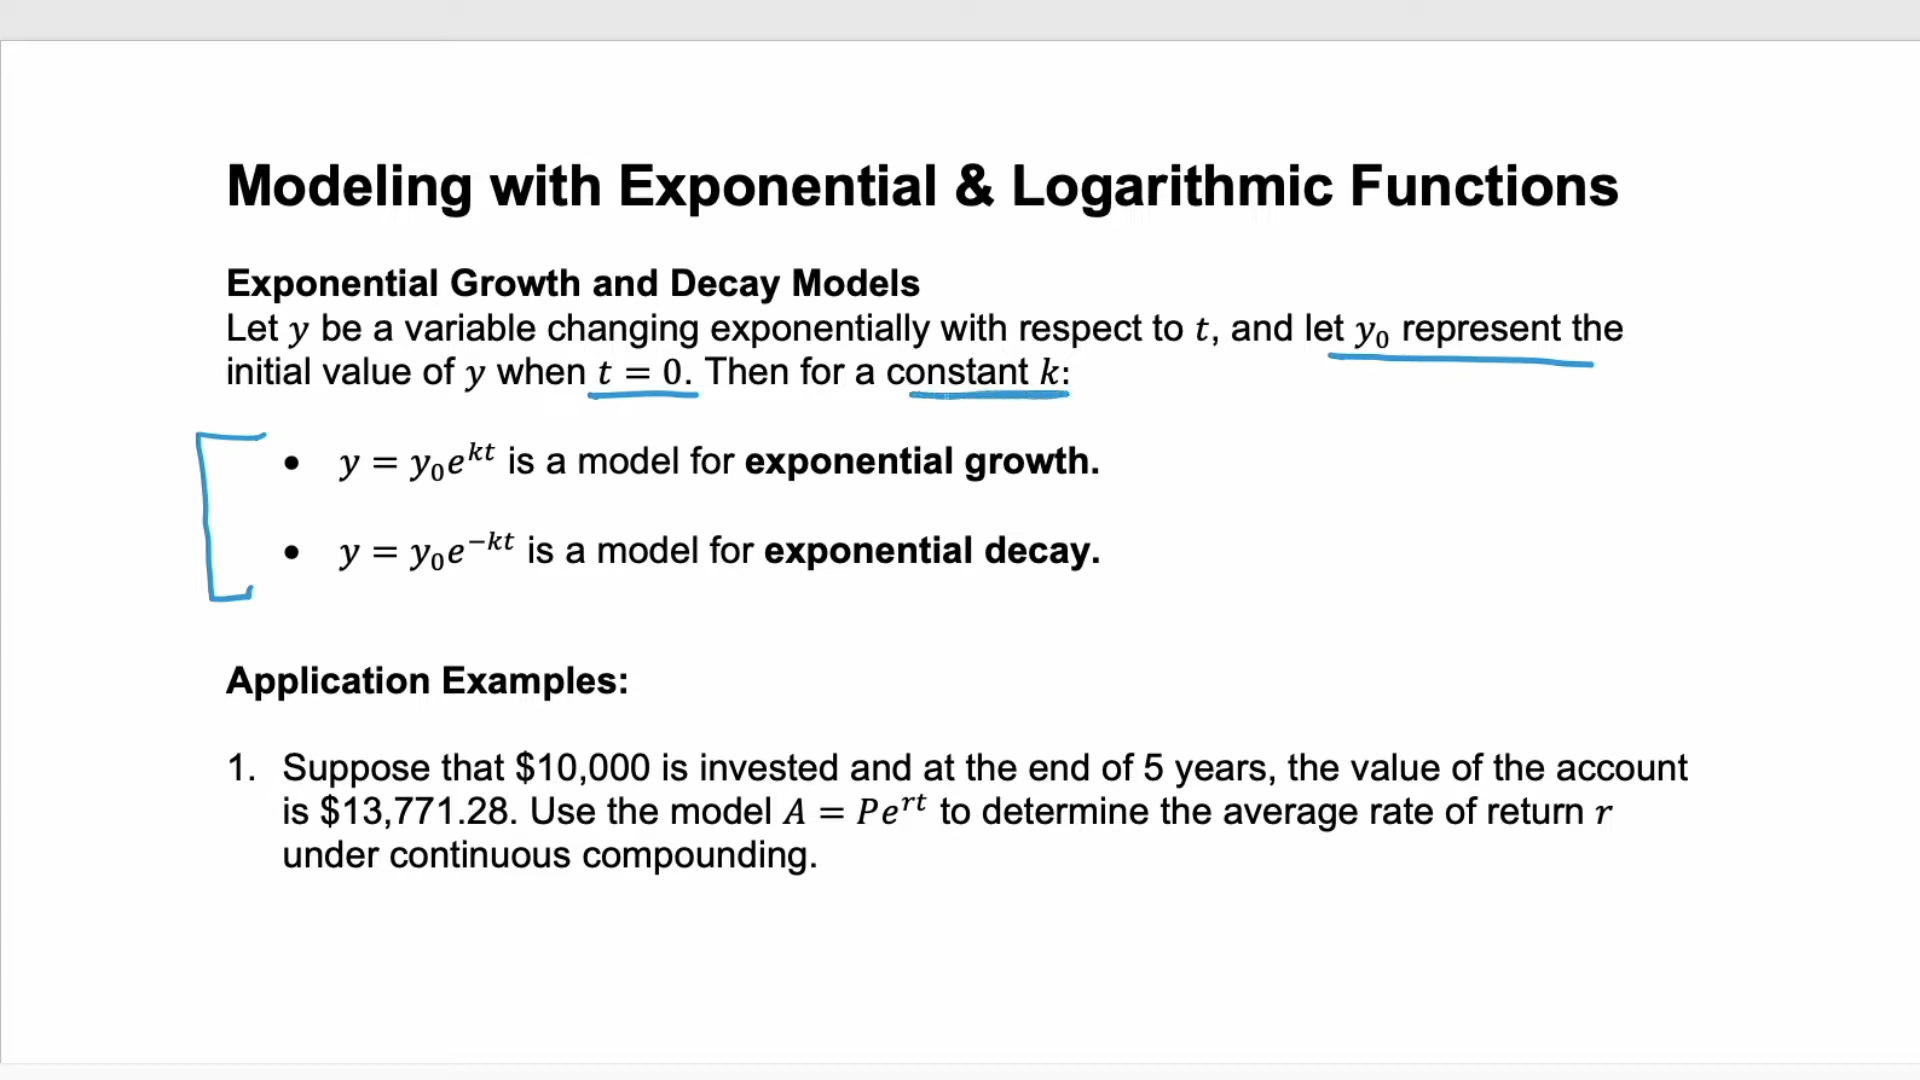 Modeling with Exponential & Logarithmic Functions
Exponential Growth and Decay Models
Let y be a variable changing exponentially with respect to t, and let y₀ represent the
initial value of y when t = 0. Then for a constant k:
• y = y₀e^{kt} is a model for exponential growth.
• y = y₀e^{−kt} is a model for exponential decay.
Application Examples:
1. Suppose that $10,000 is invested and at the end of 5 years, the value of the account
is $13,771.28. Use the model A = Pe^{rt} to determine the average rate of return r
under continuous compounding.